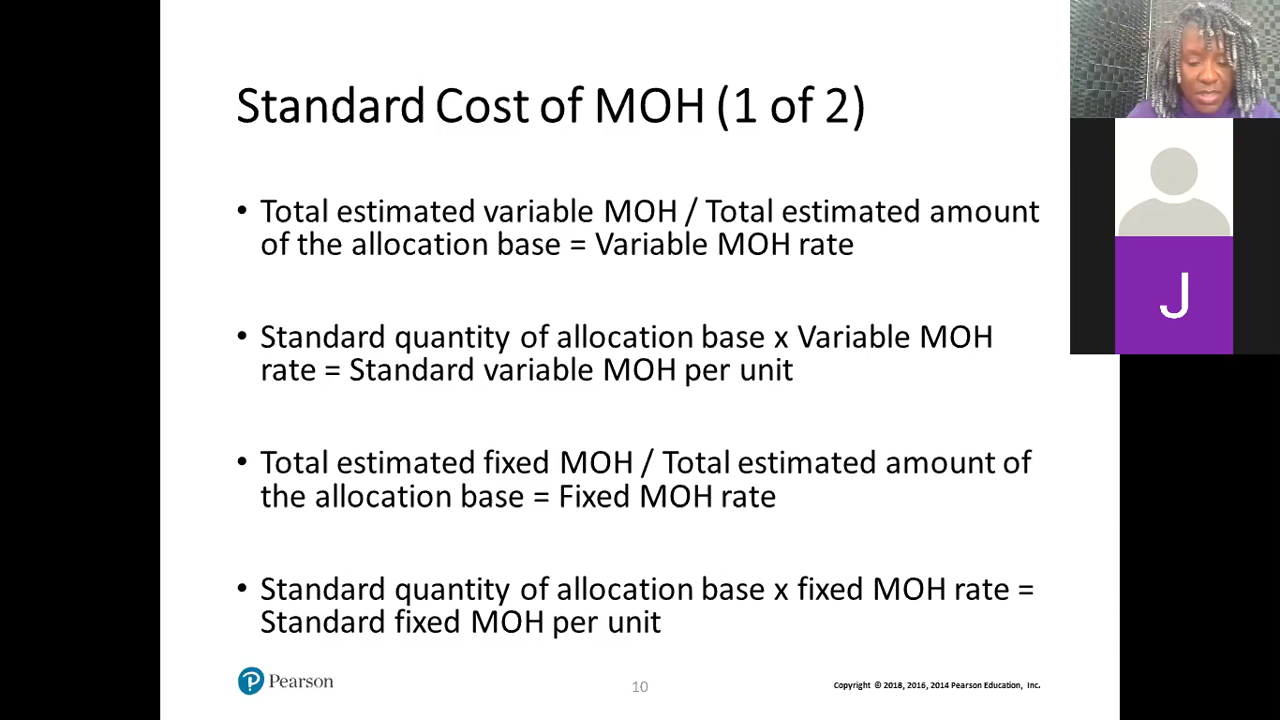 Standard Cost of MOH (1 of 2)
• Total estimated variable MOH / Total estimated amount
of the allocation base = Variable MOH rate
• Standard quantity of allocation base x Variable MOH
rate = Standard variable MOH per unit
• Total estimated fixed MOH / Total estimated amount of
the allocation base = Fixed MOH rate
• Standard quantity of allocation base x fixed MOH rate =
Standard fixed MOH per unit
P Pearson
10
Copyright © 2018, 2016, 2014 Pearson Education, Inc.
J